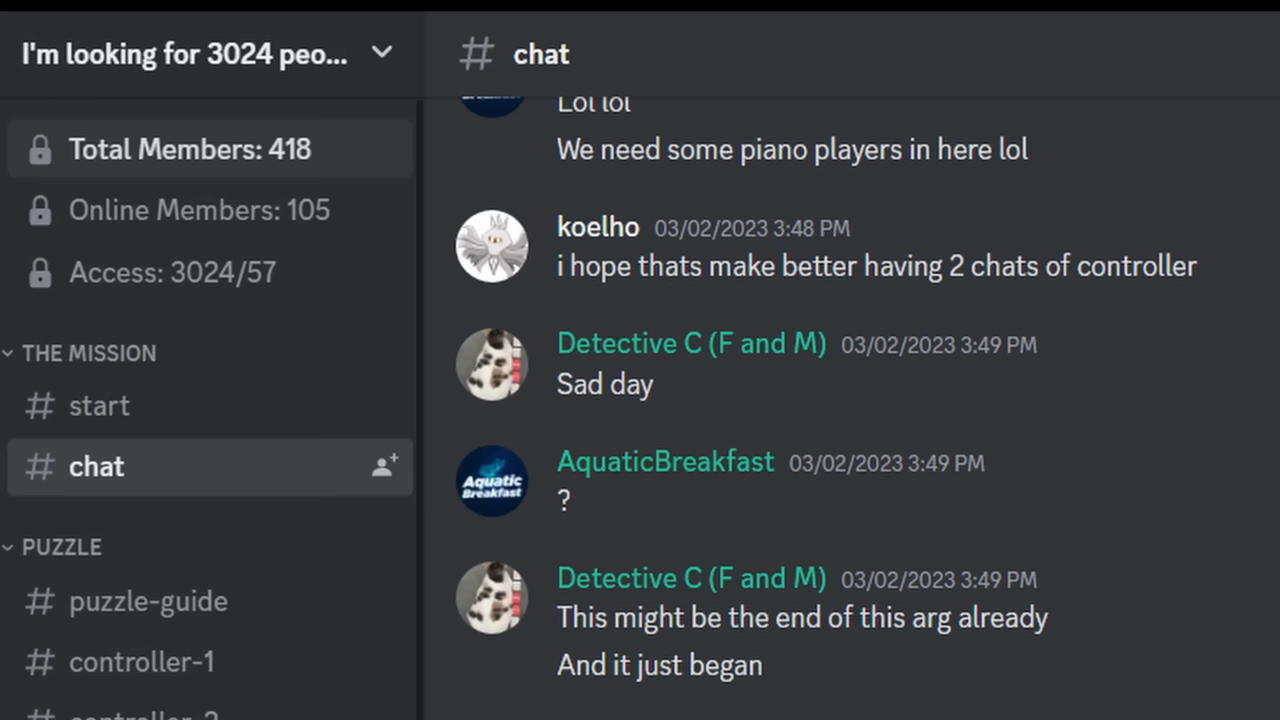 I'm looking for 3024 peo...
Total Members: 418
Online Members: 105
Access: 3024/57
THE MISSION
start
chat
PUZZLE
puzzle-guide
controller-1
controller-2
# chat
Lol lol
We need some piano players in here lol
koelho 03/02/2023 3:48 PM
i hope thats make better having 2 chats of controller
Detective C (F and M) 03/02/2023 3:49 PM
Sad day
Aquatic
Breakfast
AquaticBreakfast 03/02/2023 3:49 PM
?
Detective C (F and M) 03/02/2023 3:49 PM
This might be the end of this arg already
And it just began